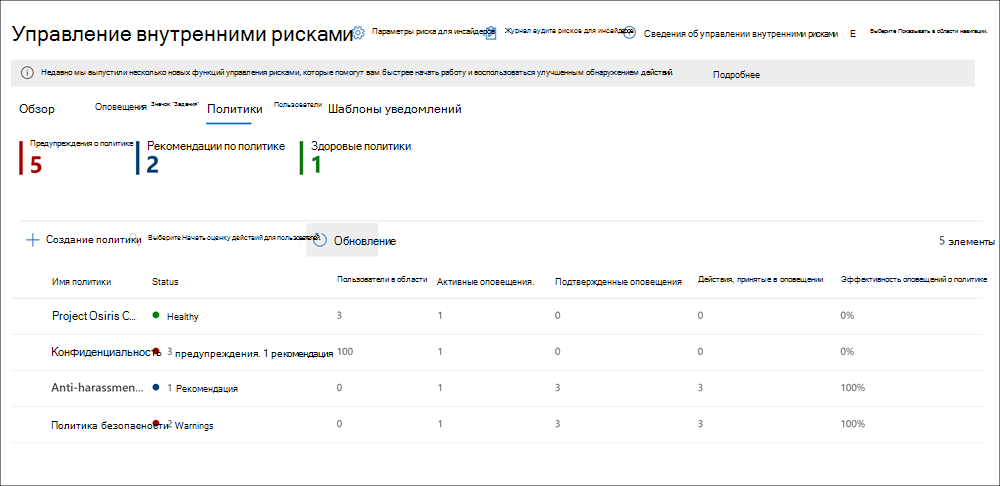 Управление внутренними рисками Параметры риска для инсайдеров Журнал аудита рисков для инсайдеров Сведения об управлении внутренними рисками Е Выберите Показывать в области навигации.
Недавно мы выпустили несколько новых функций управления рисками, которые помогут вам быстрее начать работу и воспользоваться улучшенным обнаружением действий. Подробнее
Обзор Оповещения Значок "Задания" Политики Пользователи Шаблоны уведомлений
Предупреждения о политике Рекомендации по политике Здоровые политики
5 2 1
Создание политики Выберите Начать оценку действий для пользователей. Обновление 5 элементы
Имя политики Status Пользователи в области Активные оповещения. Подтвержденные оповещения Действия, принятые в оповещении Эффективность оповещений о политике
Project Osiris C... Healthy 3 1 0 0 0%
Конфиденциальность 3 предупреждения. 1 рекомендация 100 1 0 0 0%
Anti-harassmen... 1 Рекомендация 0 1 3 3 100%
Политика безопасности 2 Warnings 0 1 3 3 100%